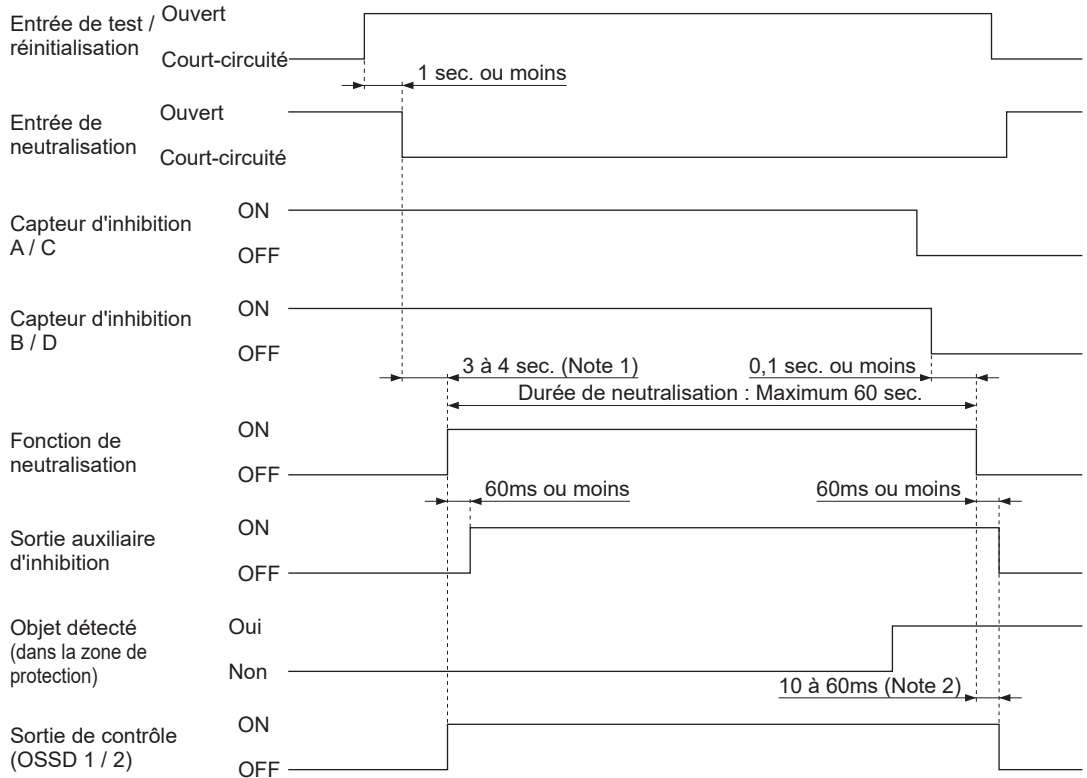 Entrée de test /
réinitialisation
Ouvert
Court-circuité
1 sec. ou moins
Entrée de
neutralisation
Ouvert
Court-circuité
Capteur d'inhibition
A / C
ON
OFF
Capteur d'inhibition
B / D
ON
OFF
3 à 4 sec. (Note 1)
0,1 sec. ou moins
Durée de neutralisation : Maximum 60 sec.
Fonction de
neutralisation
ON
OFF
60ms ou moins
60ms ou moins
Sortie auxiliaire
d'inhibition
ON
OFF
Objet détecté
(dans la zone de
protection)
Oui
Non
10 à 60ms (Note 2)
Sortie de contrôle
(OSSD 1 / 2)
ON
OFF